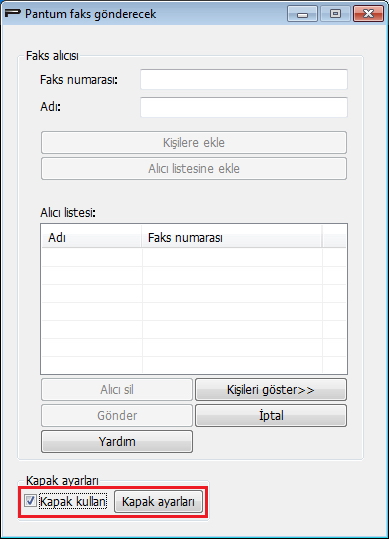 Pantum faks gönderecek
Faks alıcısı
Faks numarası:
Adı:
Kişilere ekle
Alıcı listesine ekle
Alıcı listesi:
Adı Faks numarası
Alıcı sil Kişileri göster>>
Gönder İptal
Yardım
Kapak ayarları
Kapak kullan Kapak ayarları